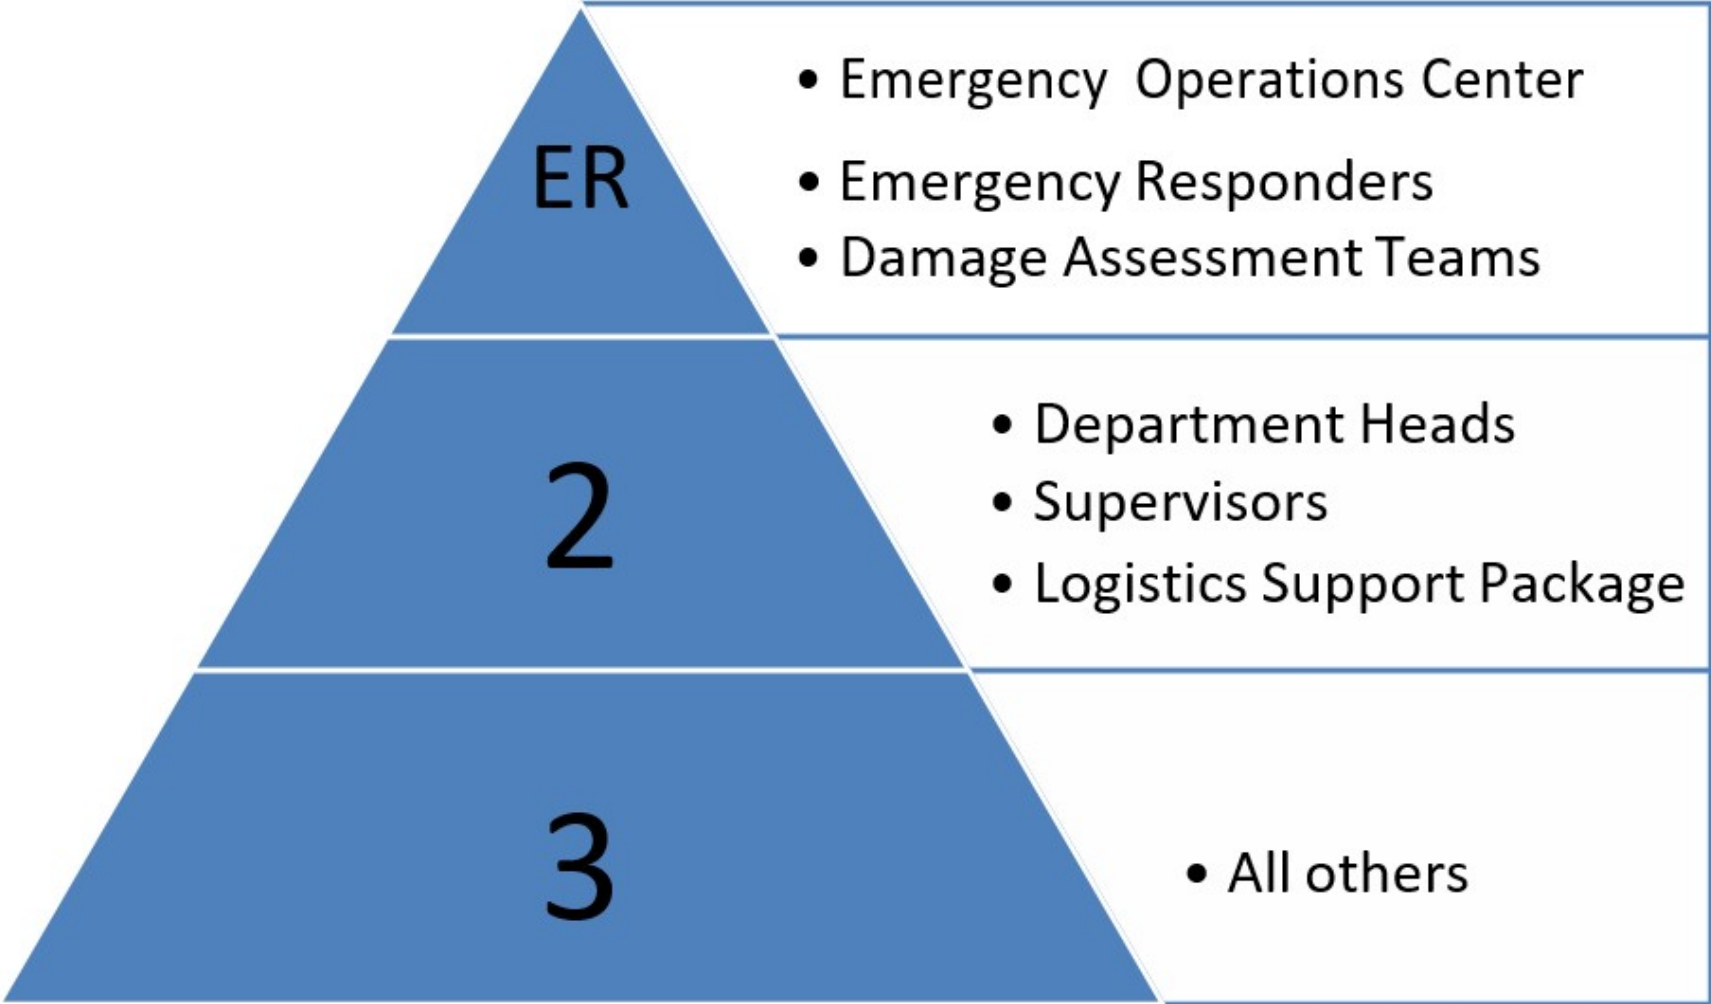 ER
• Emergency  Operations Center
• Emergency Responders
• Damage Assessment Teams
2
• Department Heads
• Supervisors
• Logistics Support Package
3
• All others